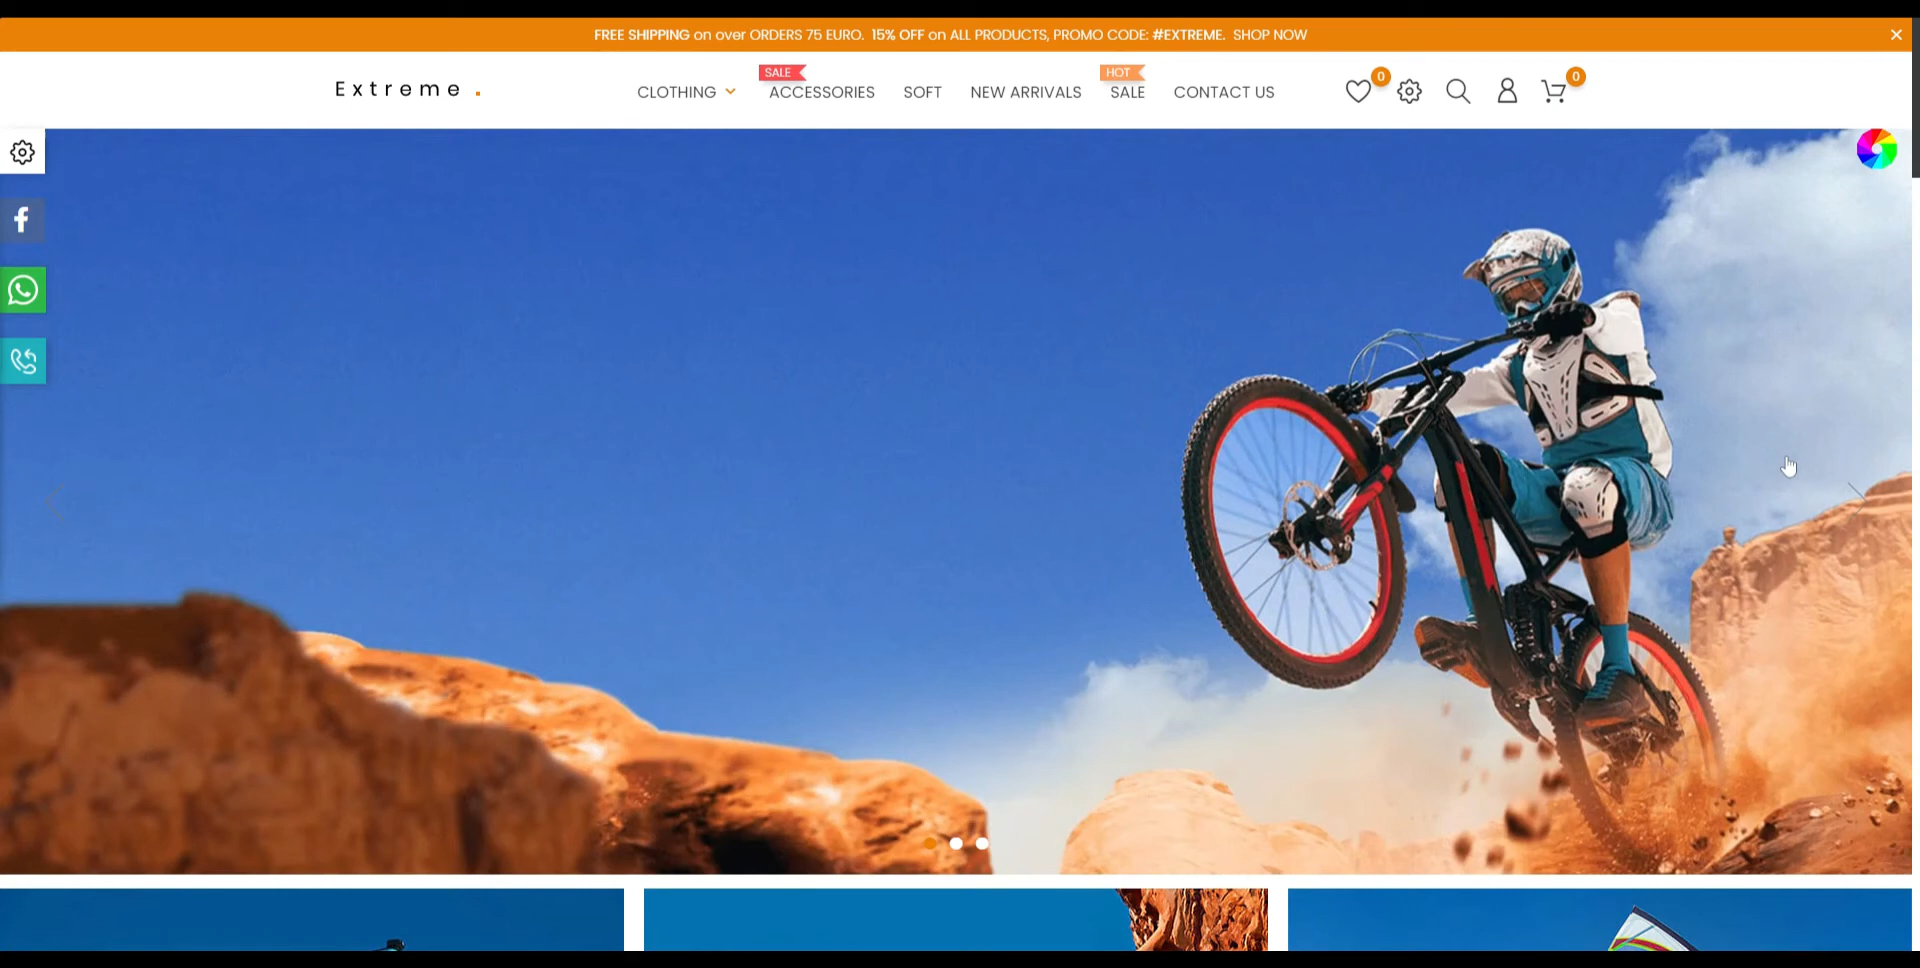 FREE SHIPPING on over ORDERS 75 EURO. 15% OFF on ALL PRODUCTS, PROMO CODE: #EXTREME. SHOP NOW
Extreme .
SALE
HOT
CLOTHING ACCESSORIES SOFT NEW ARRIVALS SALE CONTACT US
0
0